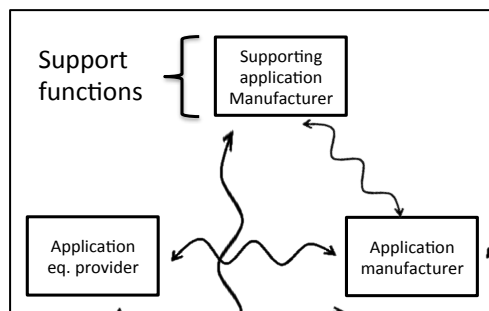 Support
functions
Supporting
application
Manufacturer
Application
eq. provider
Application
manufacturer